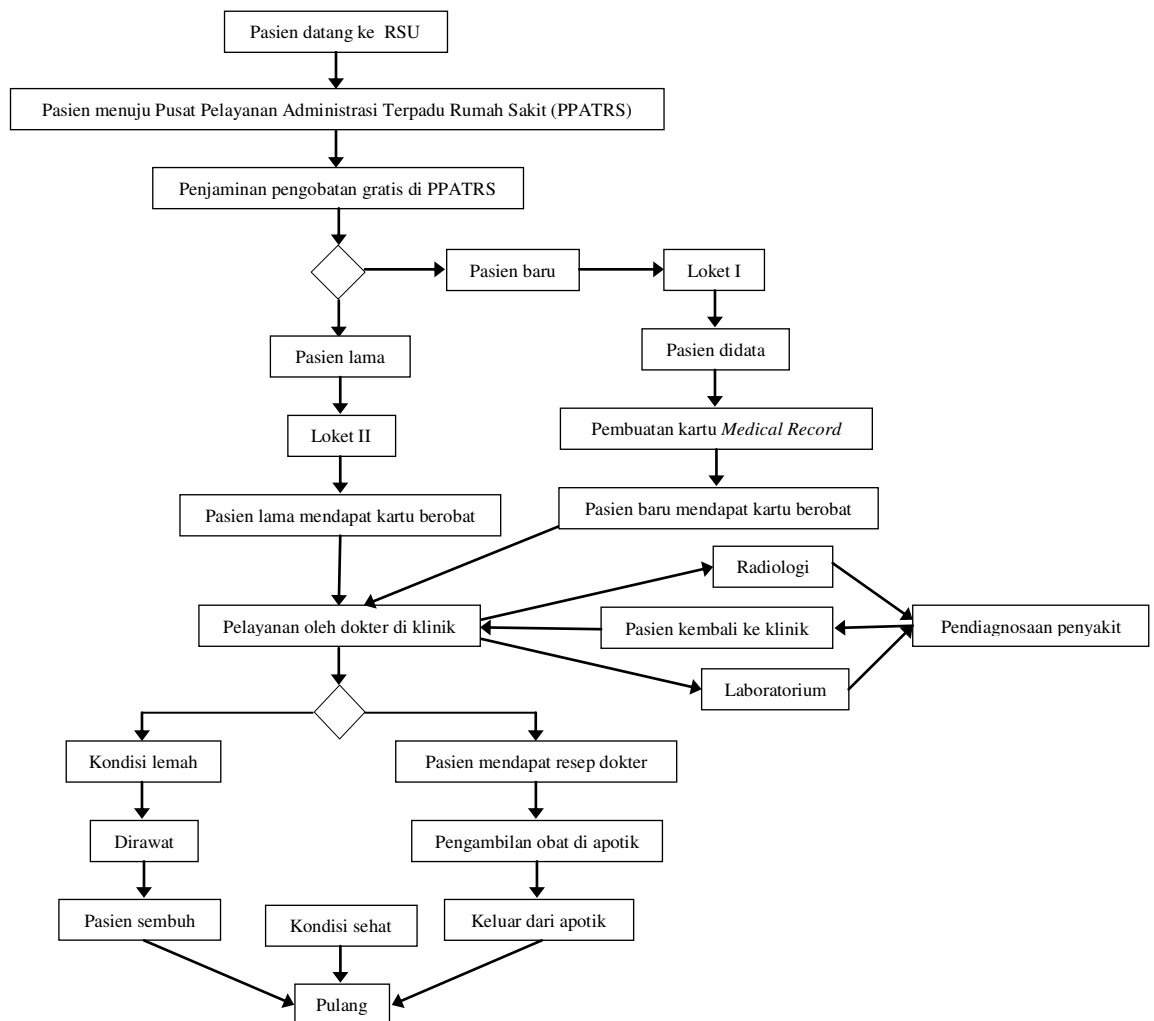 Pasien datang ke RSU
Pasien menuju Pusat Pelayanan Administrasi Terpadu Rumah Sakit (PPATRS)
Penjaminan pengobatan gratis di PPATRS
Pasien baru
Loket I
Pasien lama
Pasien didata
Loket II
Pembuatan kartu Medical Record
Pasien lama mendapat kartu berobat
Pasien baru mendapat kartu berobat
Radiologi
Pelayanan oleh dokter di klinik
Pasien kembali ke klinik
Pendiagnosaan penyakit
Laboratorium
Kondisi lemah
Pasien mendapat resep dokter
Dirawat
Pengambilan obat di apotik
Pasien sembuh
Kondisi sehat
Keluar dari apotik
Pulang